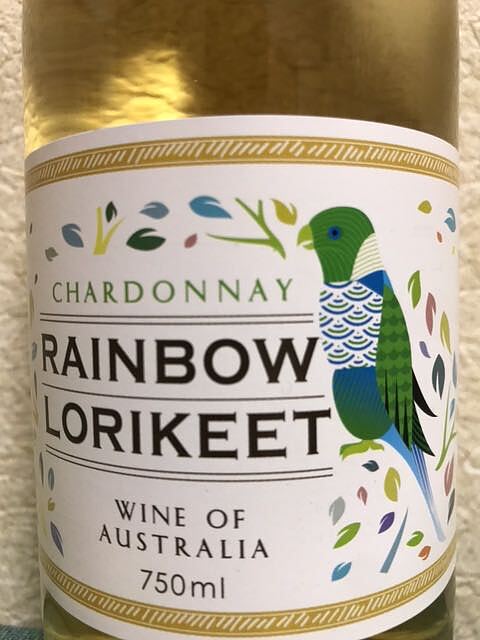 CHARDONNAY
RAINBOW
LORIKEET
WINE OF
AUSTRALIA
750ml